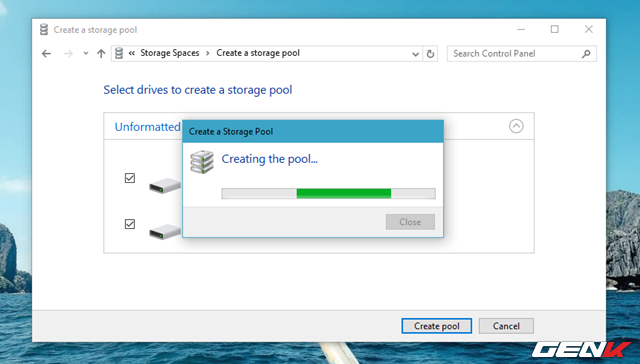 Create a storage pool
« Storage Spaces > Create a storage pool
Search Control Panel
Select drives to create a storage pool
Unformatted
Create a Storage Pool
Creating the pool...
Close
Create pool
Cancel
GENK